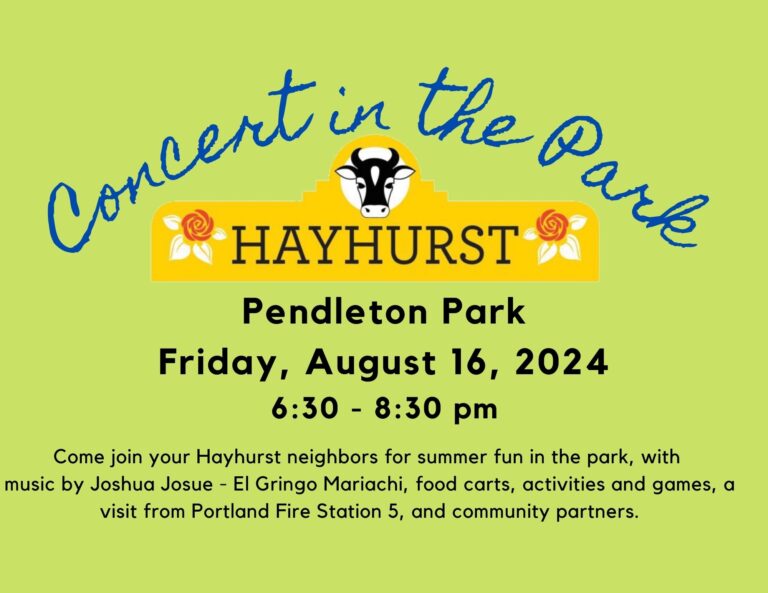 Concert in the Park
HAYHURST
Pendleton Park
Friday, August 16, 2024
6:30 - 8:30 pm
Come join your Hayhurst neighbors for summer fun in the park, with
music by Joshua Josue - El Gringo Mariachi, food carts, activities and games, a
visit from Portland Fire Station 5, and community partners.